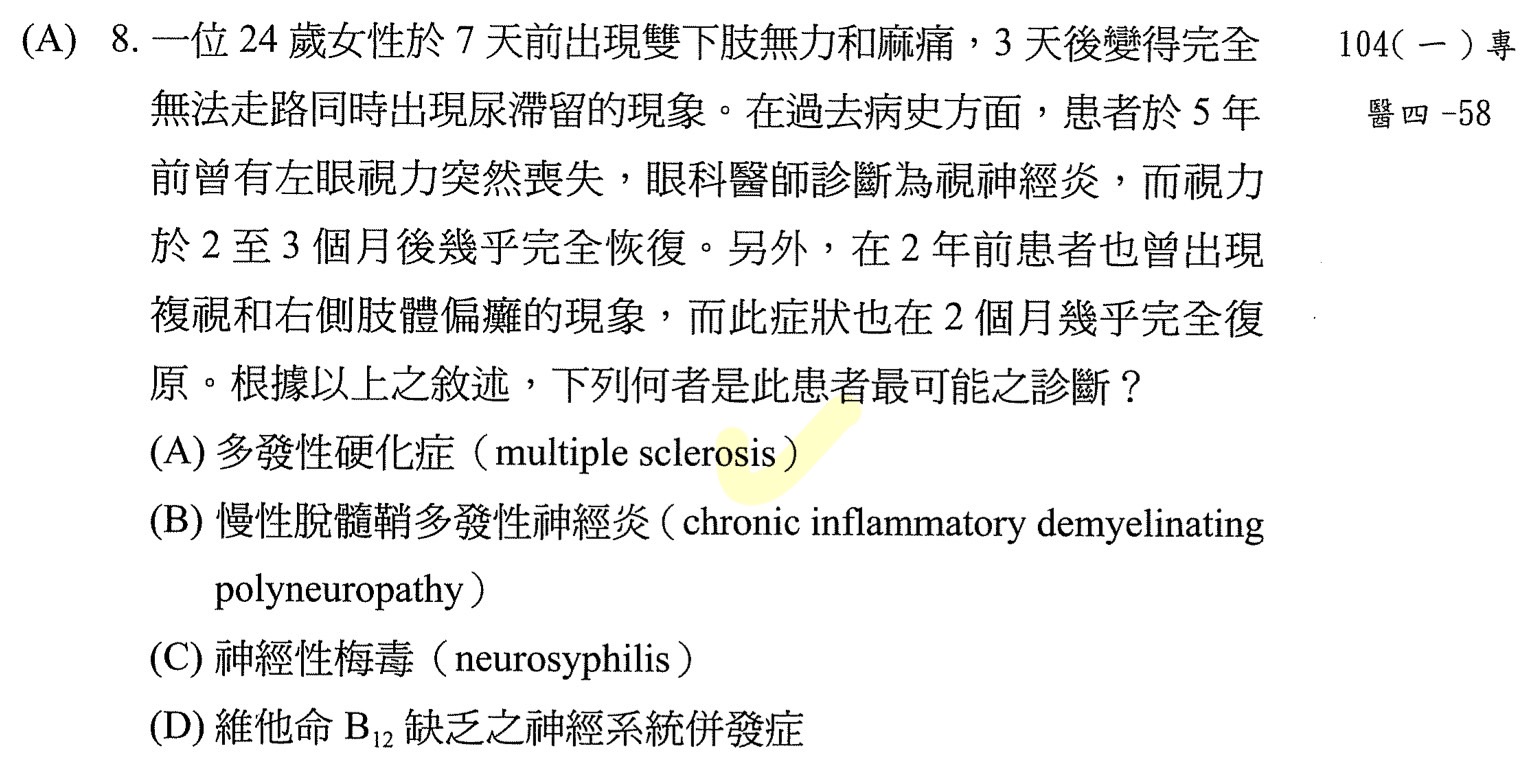 (A) 8. 一位 24 歲女性於 7 天前出現雙下肢無力和麻痛，3 天後變得完全
104(一)專
無法走路同時出現尿滯留的現象。在過去病史方面，患者於 5 年
醫四-58
前曾有左眼視力突然喪失，眼科醫師診斷為視神經炎，而視力
於 2 至 3 個月後幾乎完全恢復。另外，在 2 年前患者也曾出現
複視和右側肢體偏癱的現象，而此症狀也在 2 個月幾乎完全復
原。根據以上之敘述，下列何者是此患者最可能之診斷？
(A) 多發性硬化症（multiple sclerosis）
(B) 慢性脫髓鞘多發性神經炎（chronic inflammatory demyelinating
polyneuropathy）
(C) 神經性梅毒（neurosyphilis）
(D) 維他命 B12 缺乏之神經系統併發症